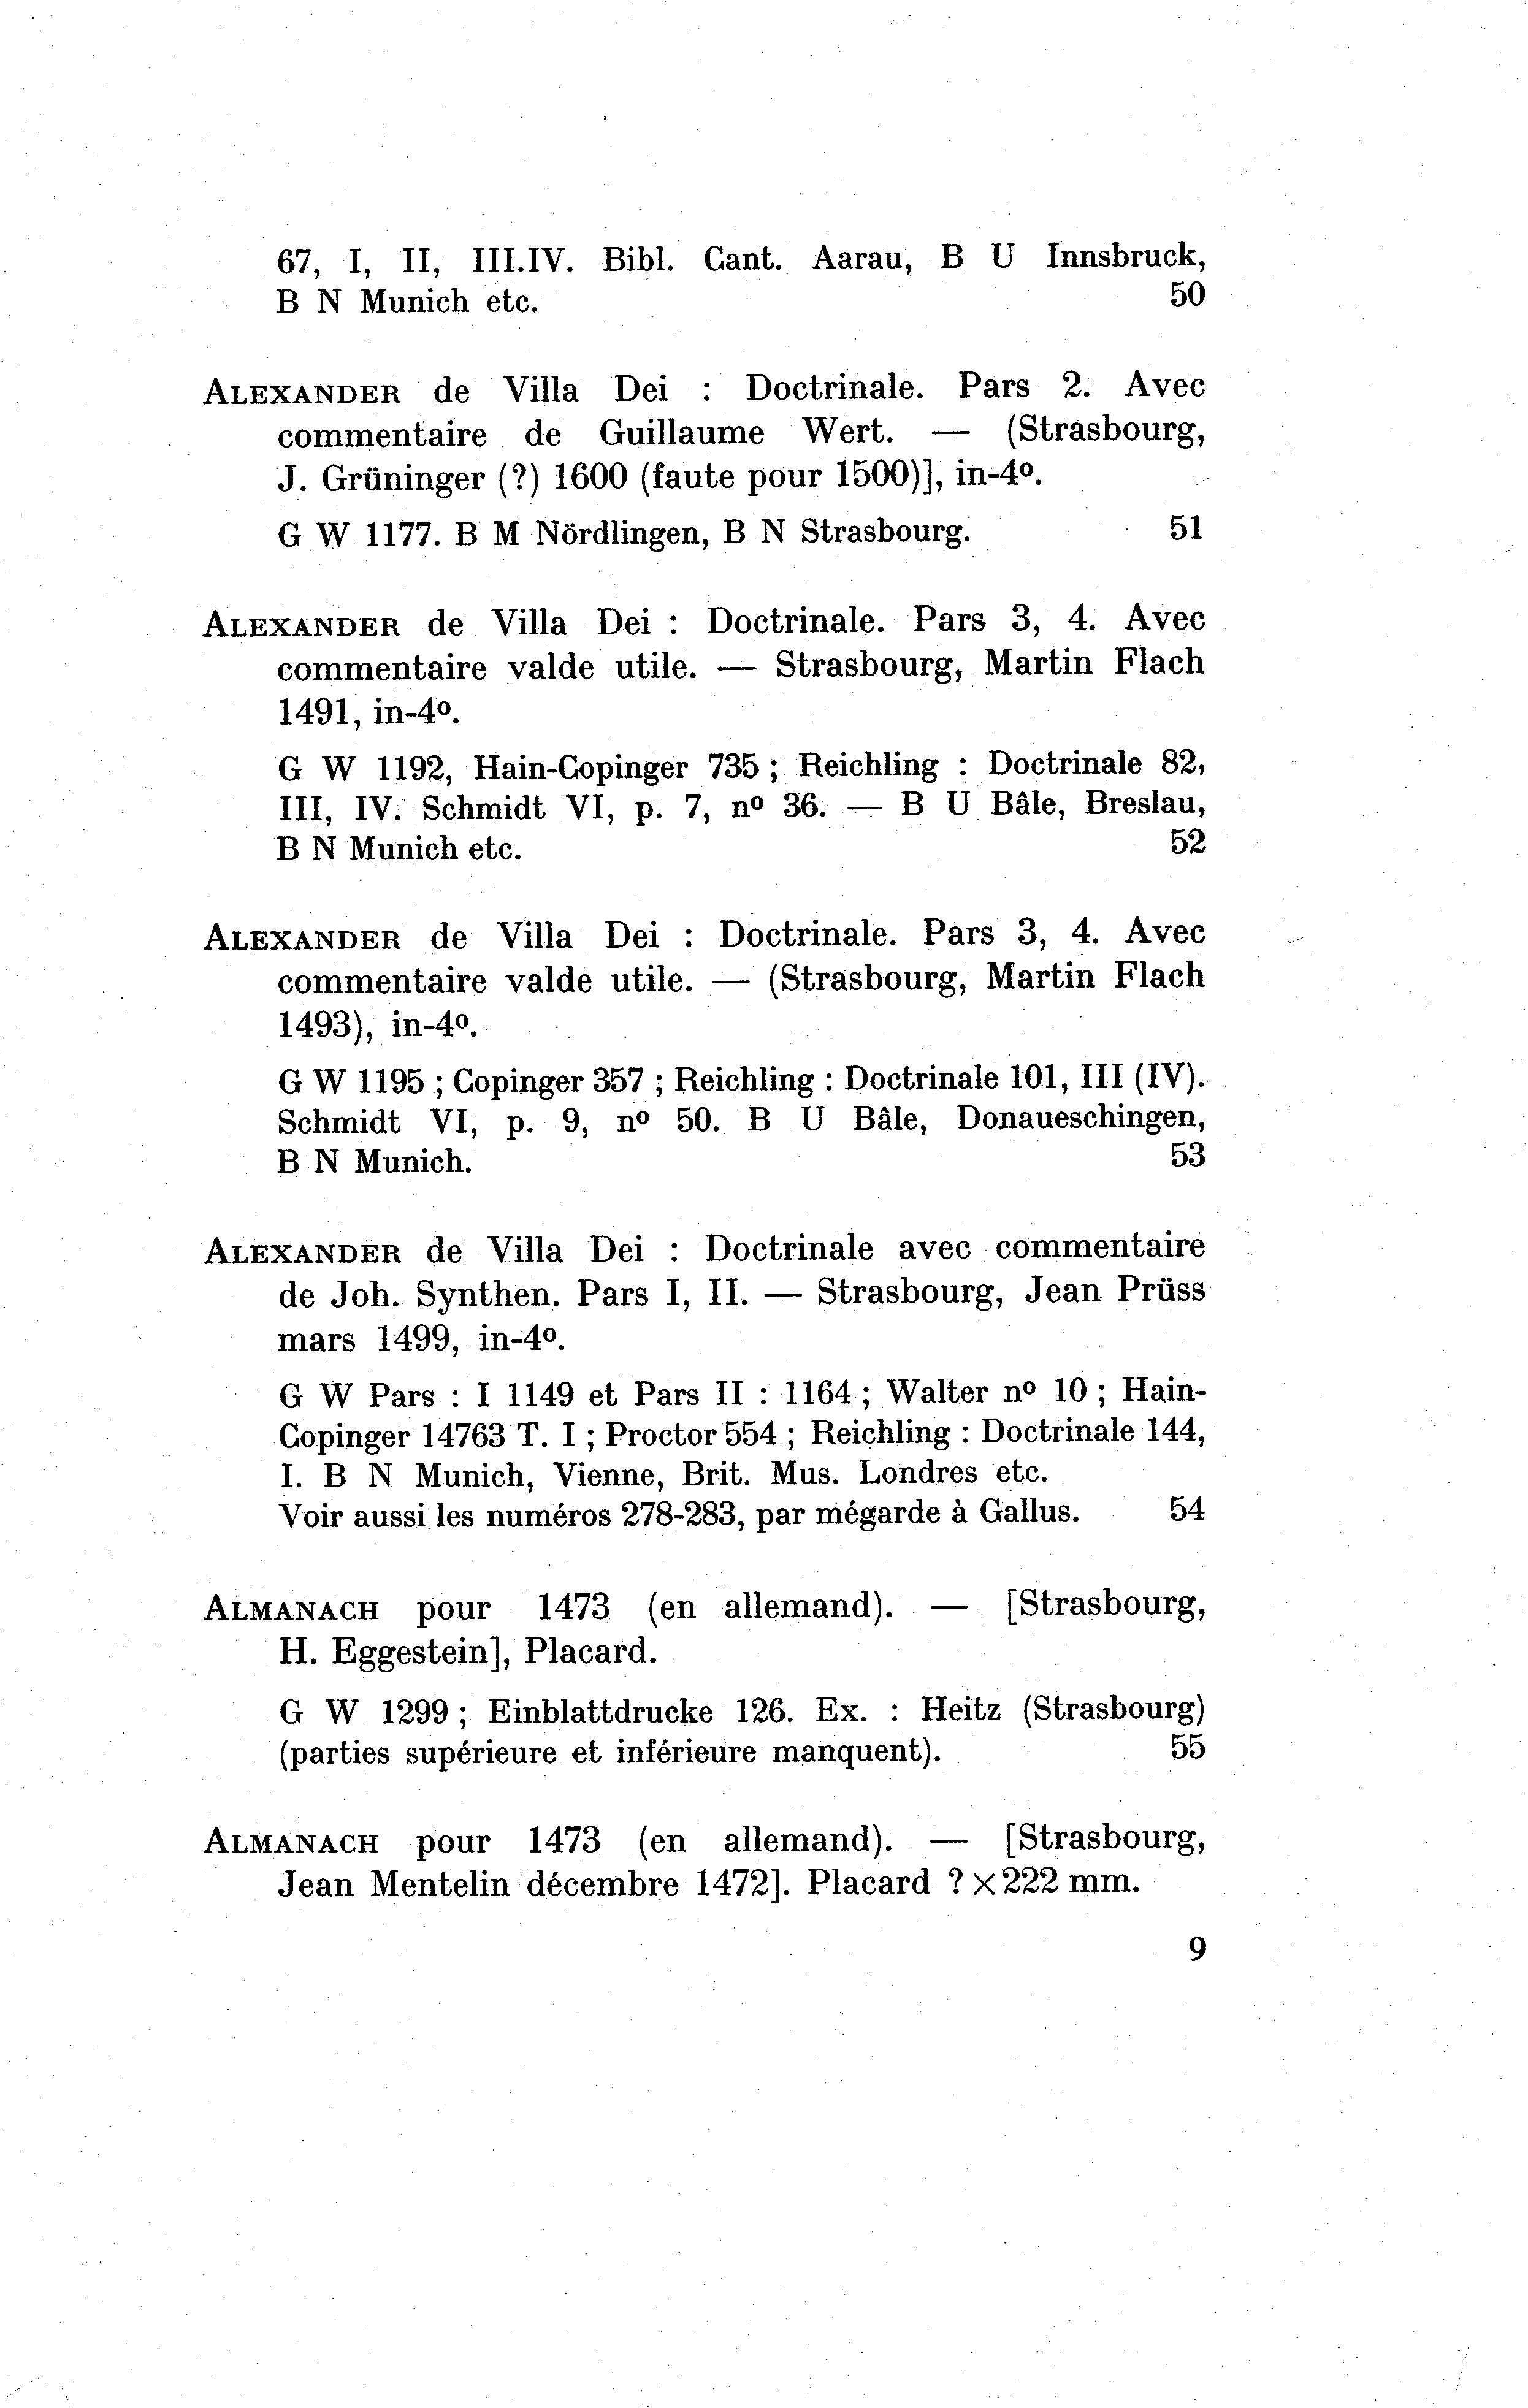 67, I, II, III.IV. Bibl. Cant. Aarau, B U Innsbruck,
B N Munich etc. 50
ALEXANDER de Villa Dei : Doctrinale. Pars 2. Avec
commentaire de Guillaume Wert. — (Strasbourg,
J. Grüninger (?) 1600 (faute pour 1500)], in-4º.
G W 1177. B M Nördlingen, B N Strasbourg. 51
ALEXANDER de Villa Dei : Doctrinale. Pars 3, 4. Avec
commentaire valde utile. — Strasbourg, Martin Flach
1491, in-4º.
G W 1192, Hain-Copinger 735 ; Reichling : Doctrinale 82,
III, IV. Schmidt VI, p. 7, nº 36. — B U Bâle, Breslau,
B N Munich etc. 52
ALEXANDER de Villa Dei : Doctrinale. Pars 3, 4. Avec
commentaire valde utile. — (Strasbourg, Martin Flach
1493), in-4º.
G W 1195 ; Copinger 357 ; Reichling : Doctrinale 101, III (IV).
Schmidt VI, p. 9, nº 50. B U Bâle, Donaueschingen,
B N Munich. 53
ALEXANDER de Villa Dei : Doctrinale avec commentaire
de Joh. Synthen. Pars I, II. — Strasbourg, Jean Prüss
mars 1499, in-4º.
G W Pars : I 1149 et Pars II : 1164 ; Walter nº 10 ; Hain-
Copinger 14763 T. I ; Proctor 554 ; Reichling : Doctrinale 144,
I. B N Munich, Vienne, Brit. Mus. Londres etc.
Voir aussi les numéros 278-283, par mégarde à Gallus. 54
ALMANACH pour 1473 (en allemand). — [Strasbourg,
H. Eggestein], Placard.
G W 1299 ; Einblattdrucke 126. Ex. : Heitz (Strasbourg)
(parties supérieure et inférieure manquent). 55
ALMANACH pour 1473 (en allemand). — [Strasbourg,
Jean Mentelin décembre 1472]. Placard ? × 222 mm.
9